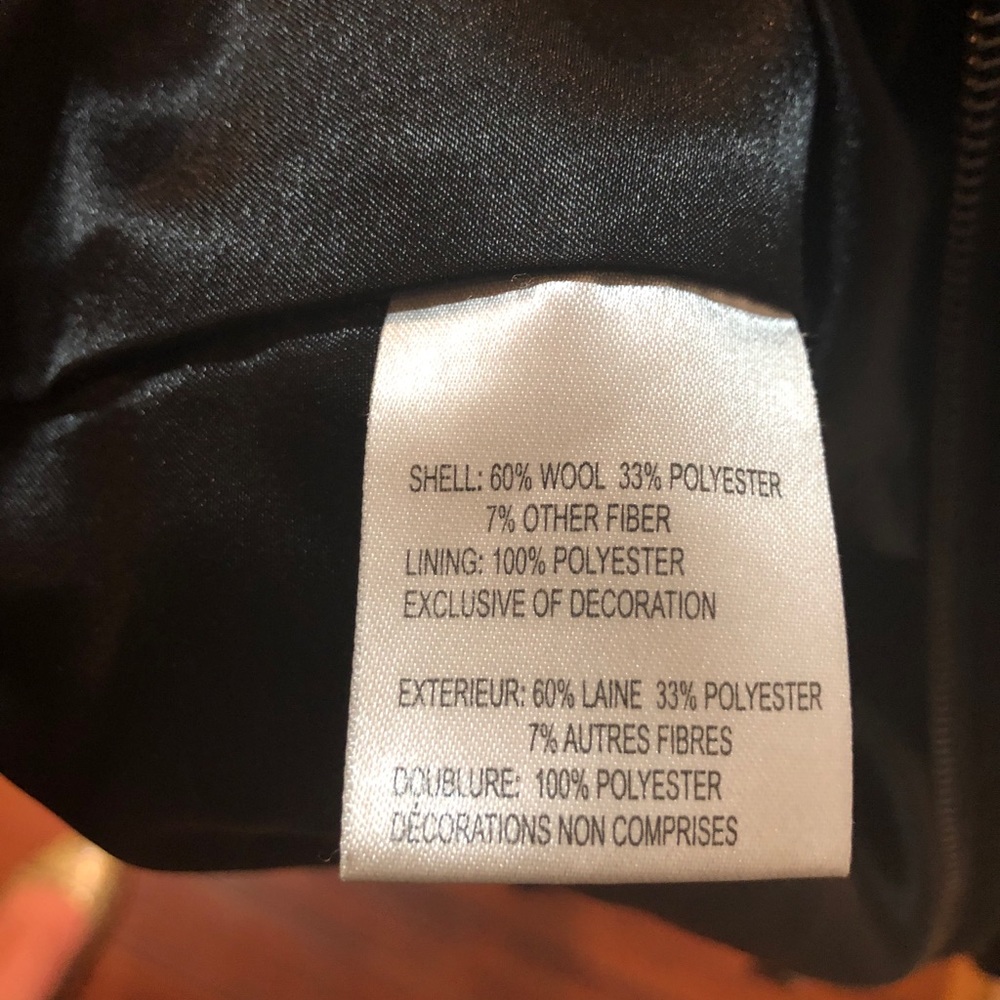 SHELL: 60% WOOL 33% POLYESTER
7% OTHER FIBER
LINING: 100% POLYESTER
EXCLUSIVE OF DECORATION
EXTERIEUR: 60% LAINE 33% POLYESTER
7% AUTRES FIBRES
DOUBLURE: 100% POLYESTER
DÉCORATIONS NON COMPRISES